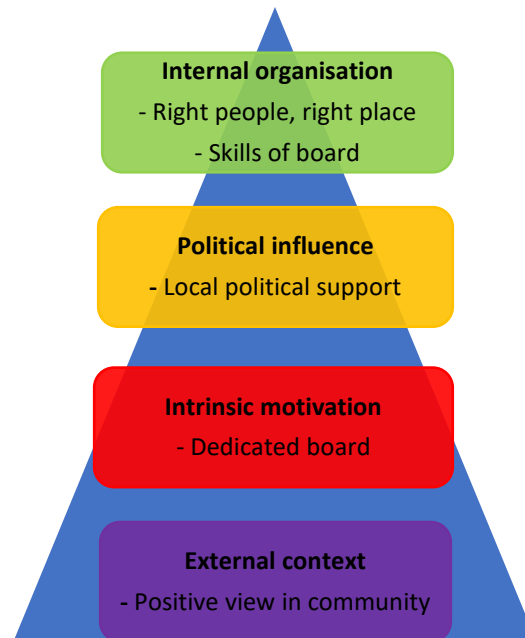 Internal organisation
- Right people, right place
- Skills of board
Political influence
- Local political support
Intrinsic motivation
- Dedicated board
External context
- Positive view in community